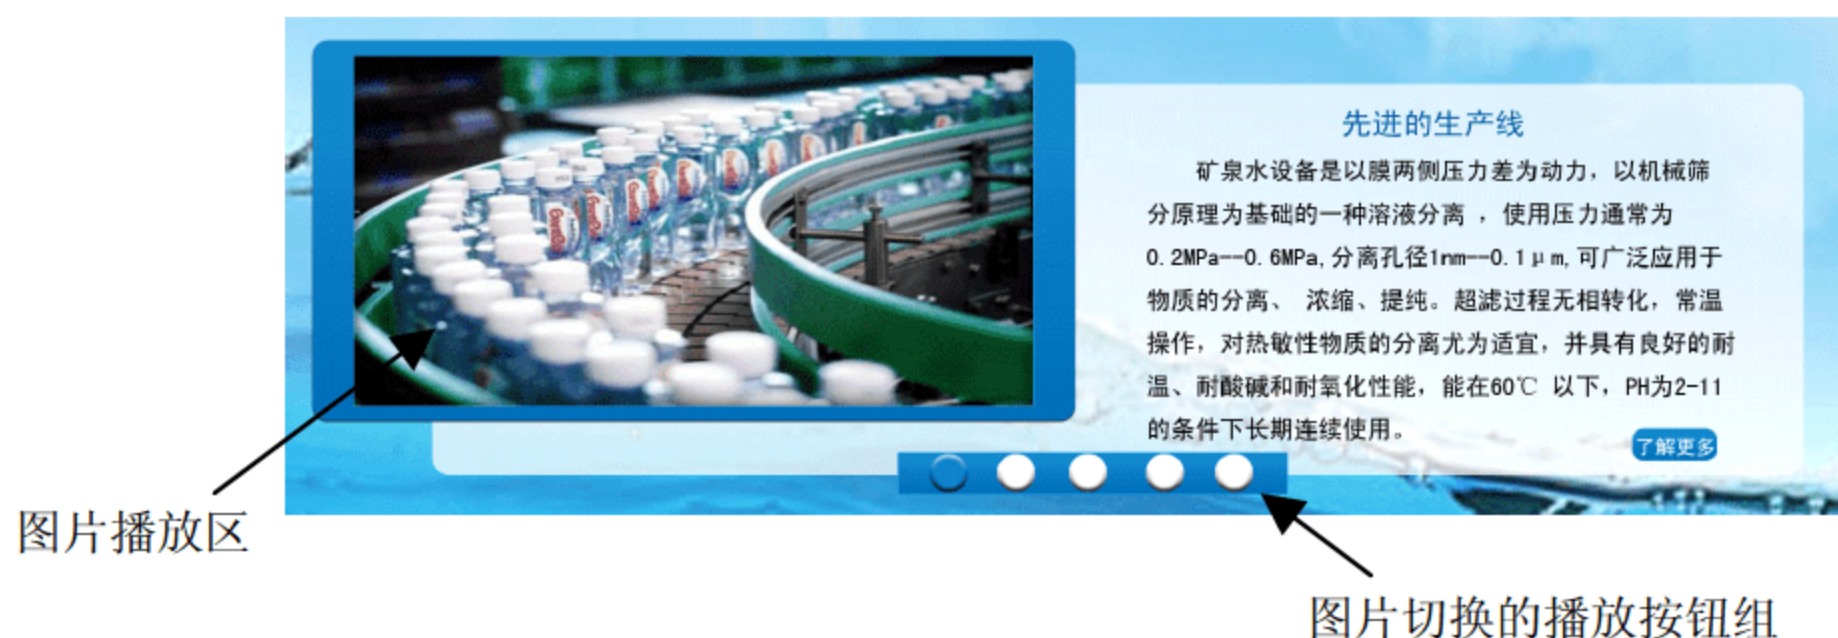 先进的生产线
矿泉水设备是以膜两侧压力差为动力，以机械筛
分原理为基础的一种溶液分离 ，使用压力通常为
0.2MPa--0.6MPa,分离孔径1nm--0.1μm,可广泛应用于
物质的分离、 浓缩、提纯。超滤过程无相转化，常温
操作，对热敏性物质的分离尤为适宜，并具有良好的耐
温、耐酸碱和耐氧化性能，能在60℃ 以下，PH为2-11
的条件下长期连续使用。
了解更多
图片播放区
图片切换的播放按钮组